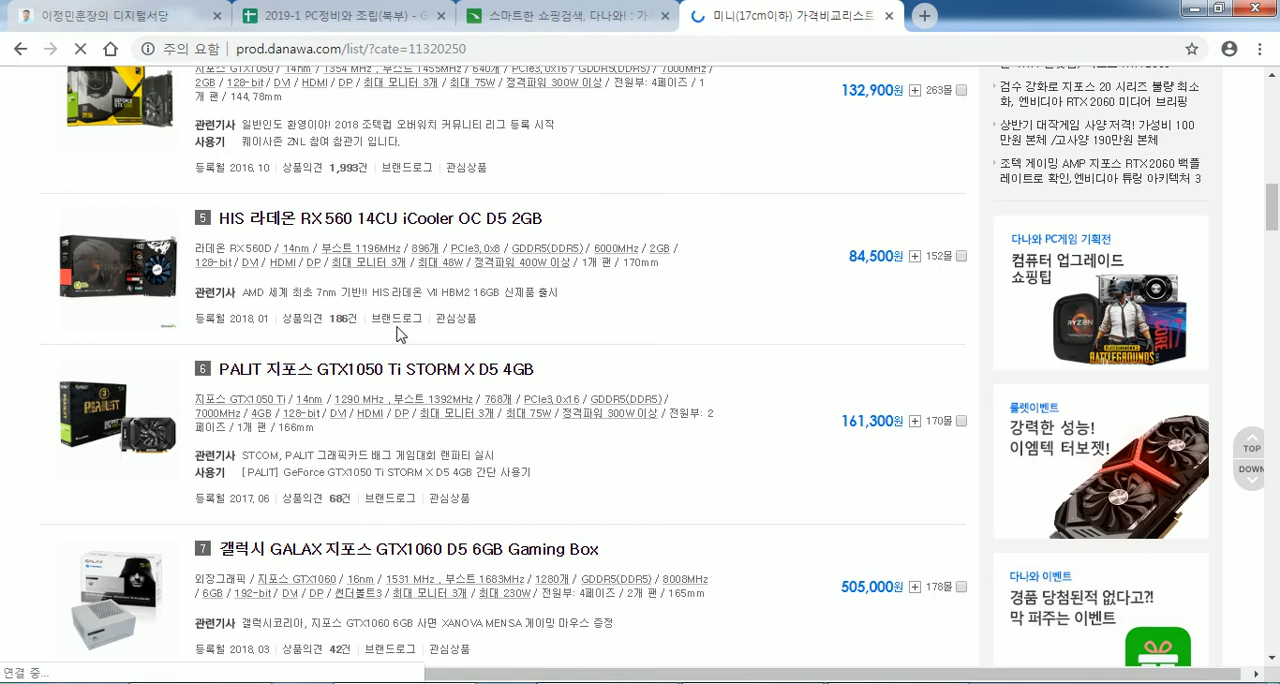 이정민훈장의 디지털서당
2019-1 PC정비와 조립(북부) - G
스마트한 쇼핑검색, 다나와! : 가
미니(17cm이하) 가격비교리스트
주의 요함
prod.danawa.com/list/?cate=11320250
2GB / 128-bit / DVI / HDMI / DP / 최대 모니터 3개 / 최대 75W / 정격파워 300W 이상 / 전원부: 4페이즈 / 1
132,900원 263몰
관련기사 일반인도 환영이야! 2018 조텍컵 오버워치 커뮤니티 리그 등록 시작
사용기 퀘이사존 ZM-WA 참관기 입니다.
등록월 2016, 10 상품의견 1,993건 브랜드로그 관심상품
5 HIS 라데온 RX 560 14CU iCooler OC D5 2GB
라데온 RX 560D / 14nm / 부스트 1196MHz / 896개 / PCIe3,0x8 / GDDR5(DDR5) / 6000MHz / 2GB /
128-bit / DVI / HDMI / DP / 최대 모니터 3개 / 최대 48W / 정격파워 400W 이상 / 1개 팬 / 170mm
84,500원 152몰
관련기사 AMD 세계 최초 7nm 기반! HIS 라데온 VII HBM2 16GB 신제품 출시
등록월 2018, 01 상품의견 186건 브랜드로그 관심상품
6 PALIT 지포스 GTX1050 Ti STORM X D5 4GB
지포스 GTX1050 Ti / 14nm / 1290 MHz , 부스트 1392MHz / 768개 / PCIe3,0x16 / GDDR5(DDR5) /
7000MHz / 4GB / 128-bit / DVI / HDMI / DP / 최대 모니터 3개 / 최대 75W / 정격파워 300W 이상 / 전원부: 2
페이즈 / 1개 팬 / 166mm
161,300원 170몰
관련기사 STCOM, PALIT 그래픽카드 배그 게임대회 랜파티 실시
사용기 [PALIT] GeForce GTX1050 Ti STORM X D5 4GB 간단 사용기
등록월 2017, 06 상품의견 68건 브랜드로그 관심상품
7 갤럭시 GALAX 지포스 GTX1060 D5 6GB Gaming Box
외장그래픽 / 지포스 GTX1060 / 16nm / 1531 MHz , 부스트 1683MHz / 1280개 / GDDR5(DDR5) / 8008MHz
/ 6GB / 192-bit / DVI / DP / 썬더볼트3 / 최대 모니터 3개 / 최대 230W / 전원부: 4페이즈 / 2개 팬 / 165mm
505,000원 178몰
관련기사 갤럭시코리아, 지포스 RTX 2060 6GB 사면 XANOVA MENSA 게이밍 마우스 증정
등록월 2018, 03 상품의견 42건 브랜드로그 관심상품
검수 강화로 지포스 20 시리즈 불량 최소
화, 엔비디아 RTX 2060 미디어 브리핑
상반기 대작게임 사양 저격! 가성비 100
만원 본체 /고사양 190만원 본체
조텍 게이밍 AMP 지포스 RTX2060 백플
레이트로 확인,엔비디아 튜링 아키텍처 3
다나와 PC게임 기획전
컴퓨터 업그레이드
쇼핑팁
RYZEN
CORE
i7
BATTLEGROUNDS
룰렛이벤트
강력한 성능!
이엠텍 터보젯!
다나와 이벤트
경품 당첨된적 없다고?!
막 퍼주는 이벤트
TOP
DOWN
연결 중...